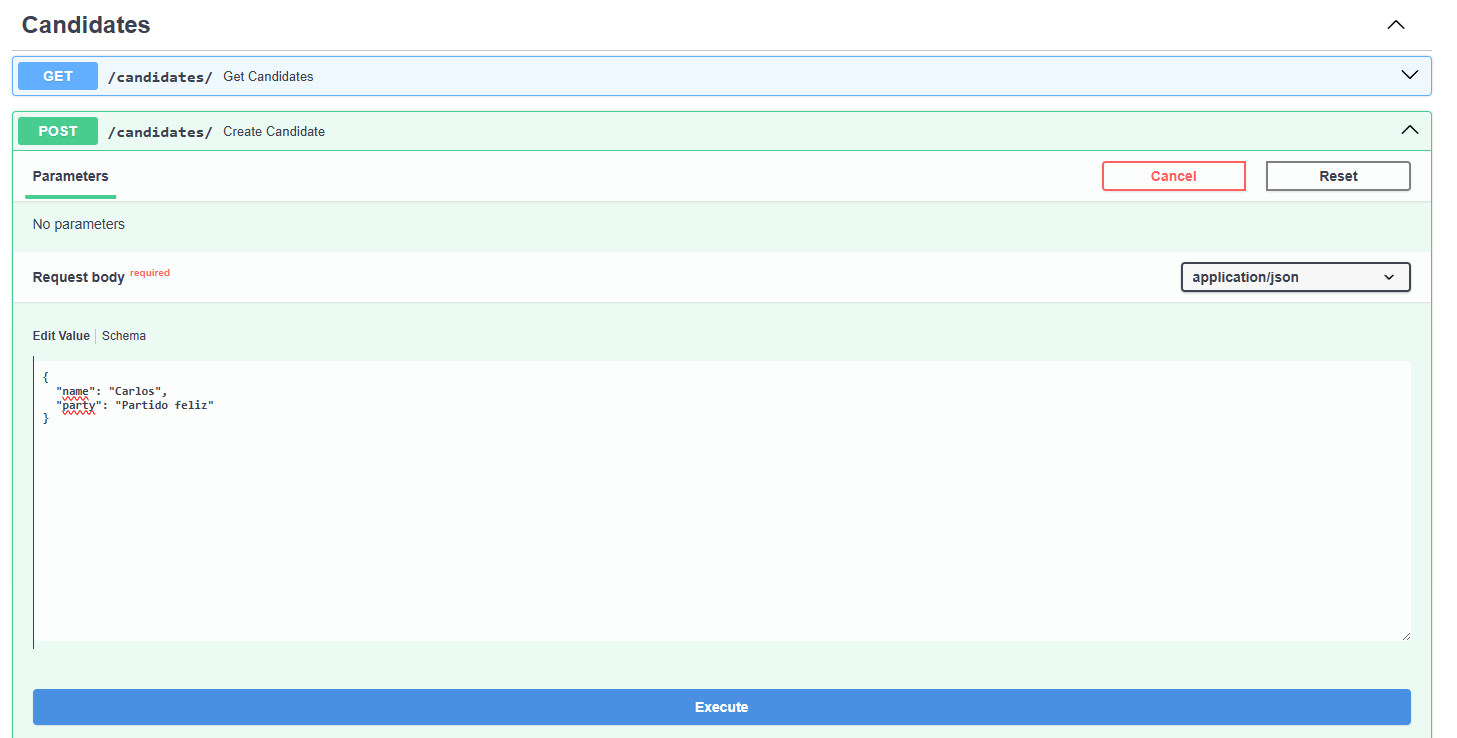 Candidates
GET /candidates/ Get Candidates
POST /candidates/ Create Candidate
Parameters Cancel Reset
No parameters
Request body required application/json
Edit Value Schema
{
"name": "Carlos",
"party": "Partido feliz"
}
Execute